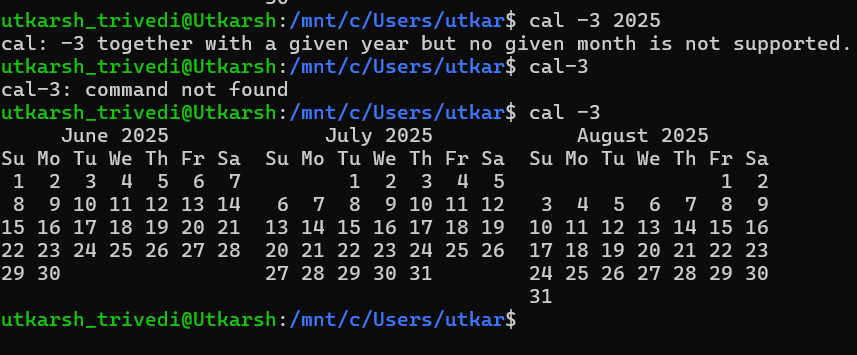 utkarsh_trivedi@Utkarsh:/mnt/c/Users/utkar$ cal -3 2025
cal: -3 together with a given year but no given month is not supported.
utkarsh_trivedi@Utkarsh:/mnt/c/Users/utkar$ cal-3
cal-3: command not found
utkarsh_trivedi@Utkarsh:/mnt/c/Users/utkar$ cal -3
     June 2025             July 2025            August 2025
Su Mo Tu We Th Fr Sa  Su Mo Tu We Th Fr Sa  Su Mo Tu We Th Fr Sa
 1  2  3  4  5  6  7         1  2  3  4  5                  1  2
 8  9 10 11 12 13 14   6  7  8  9 10 11 12   3  4  5  6  7  8  9
15 16 17 18 19 20 21  13 14 15 16 17 18 19  10 11 12 13 14 15 16
22 23 24 25 26 27 28  20 21 22 23 24 25 26  17 18 19 20 21 22 23
29 30                 27 28 29 30 31        24 25 26 27 28 29 30
                                            31
utkarsh_trivedi@Utkarsh:/mnt/c/Users/utkar$